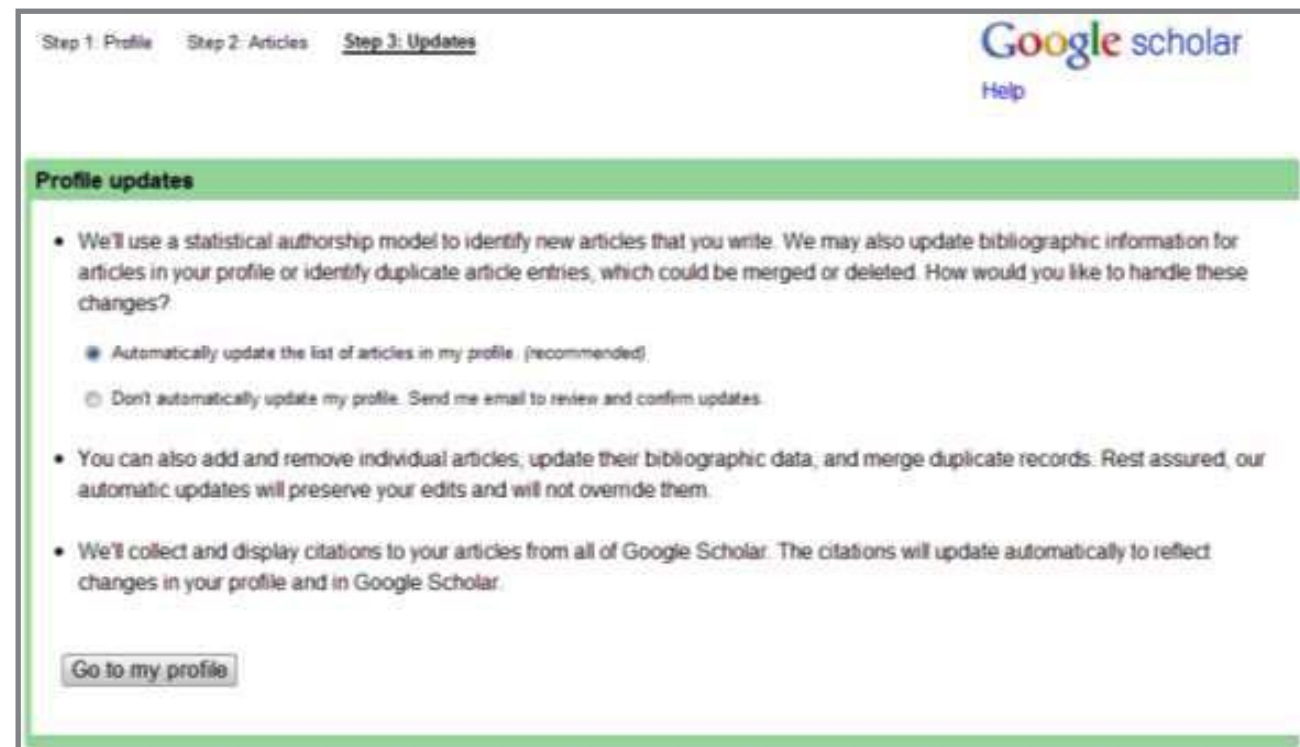 Step 1: Profile Step 2: Articles Step 3: Updates
Google scholar
Help
Profile updates
• We'll use a statistical authorship model to identify new articles that you write. We may also update bibliographic information for
articles in your profile or identify duplicate article entries, which could be merged or deleted. How would you like to handle these
changes?
Automatically update the list of articles in my profile. (recommended)
Don't automatically update my profile. Send me email to review and confirm updates.
• You can also add and remove individual articles, update their bibliographic data, and merge duplicate records. Rest assured, our
automatic updates will preserve your edits and will not override them.
• We'll collect and display citations to your articles from all of Google Scholar. The citations will update automatically to reflect
changes in your profile and in Google Scholar.
Go to my profile